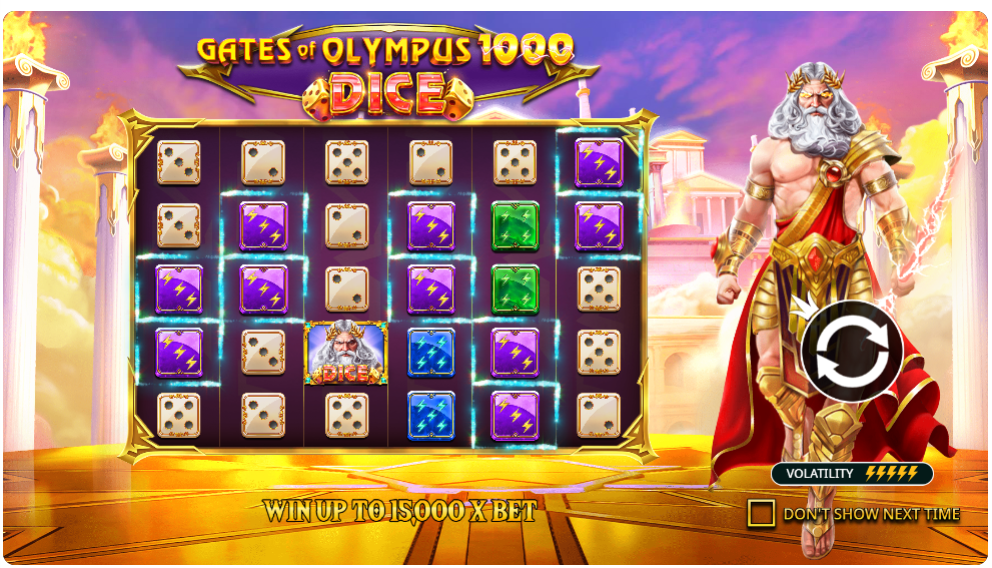 GATES of OLYMPUS 1000
DICE
DICE
VOLATILITY
WIN UP TO 15,000 X BET
DON'T SHOW NEXT TIME